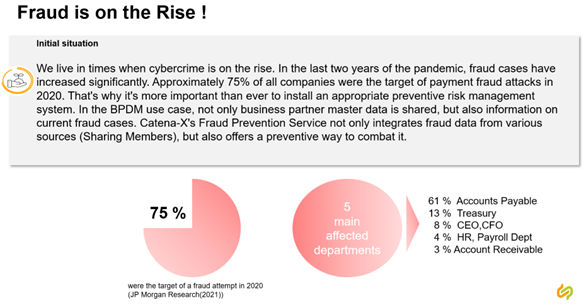 Fraud is on the Rise !
Initial situation
We live in times when cybercrime is on the rise. In the last two years of the pandemic, fraud cases have
increased significantly. Approximately 75% of all companies were the target of payment fraud attacks in
2020. That's why it's more important than ever to install an appropriate preventive risk management
system. In the BPDM use case, not only business partner master data is shared, but also information on
current fraud cases. Catena-X's Fraud Prevention Service not only integrates fraud data from various
sources (Sharing Members), but also offers a preventive way to combat it.
75 %
were the target of a fraud attempt in 2020
(JP Morgan Research(2021))
5
main
affected
departments
61 % Accounts Payable
13 % Treasury
8 % CEO,CFO
4 % HR, Payroll Dept
3 % Account Receivable